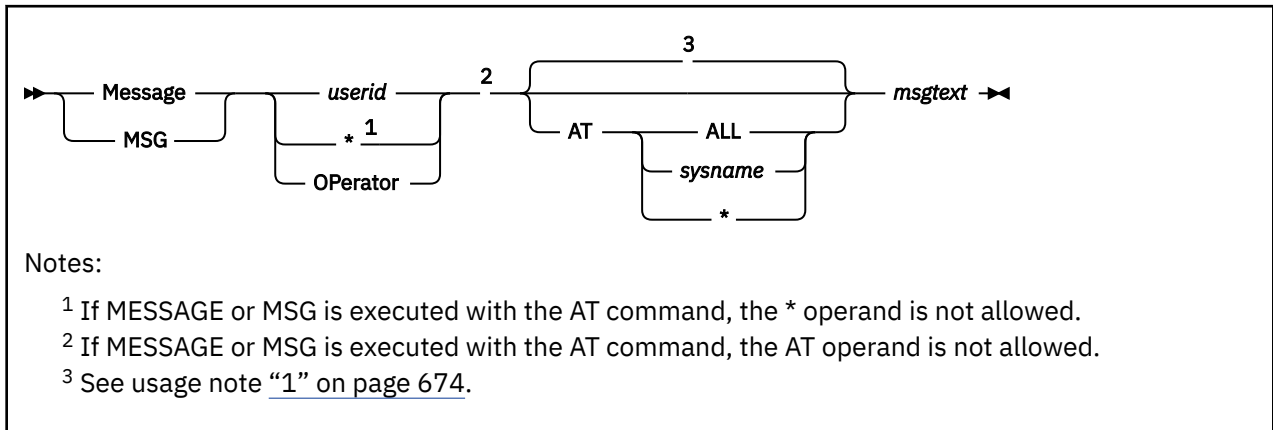 3
Message userid 2 msgtext
MSG * 1 AT ALL
OPerator sysname
*
Notes:
1 If MESSAGE or MSG is executed with the AT command, the * operand is not allowed.
2 If MESSAGE or MSG is executed with the AT command, the AT operand is not allowed.
3 See usage note “1” on page 674.